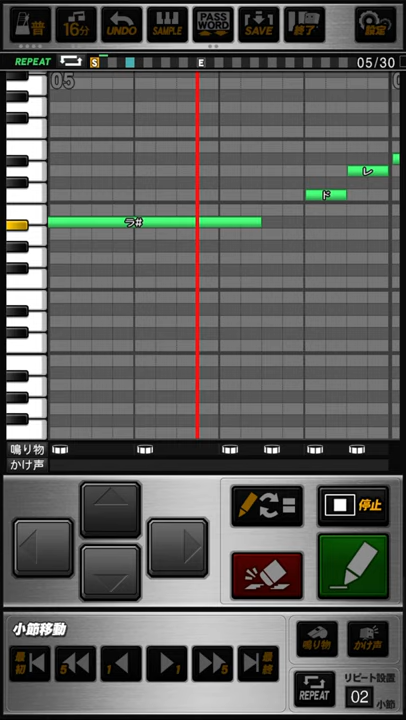 普 16分 UNDO SAMPLE PASS WORD SAVE 終了 設定
REPEAT S E 05/30
05
レ
ド
ラ#
鳴り物
かけ声
停止
小節移動
最初 5 1 1 5 最終
鳴り物 かけ声
リピート設置
REPEAT 02 小節